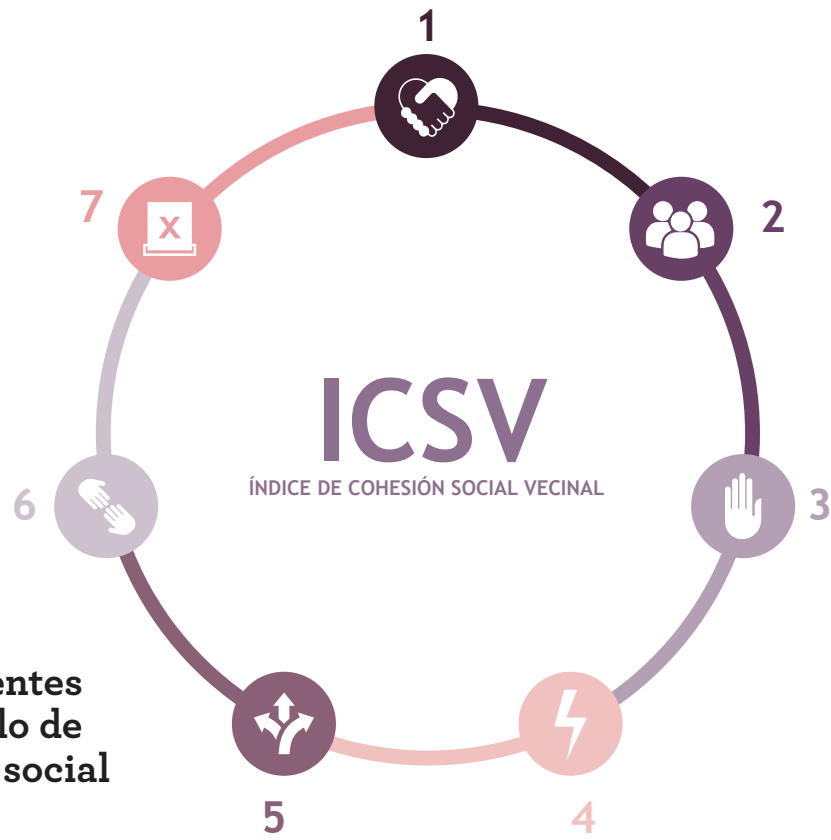 1
7
2
X
ICSV
ÍNDICE DE COHESIÓN SOCIAL VECINAL
6
3
entes
lo de
social
5
4